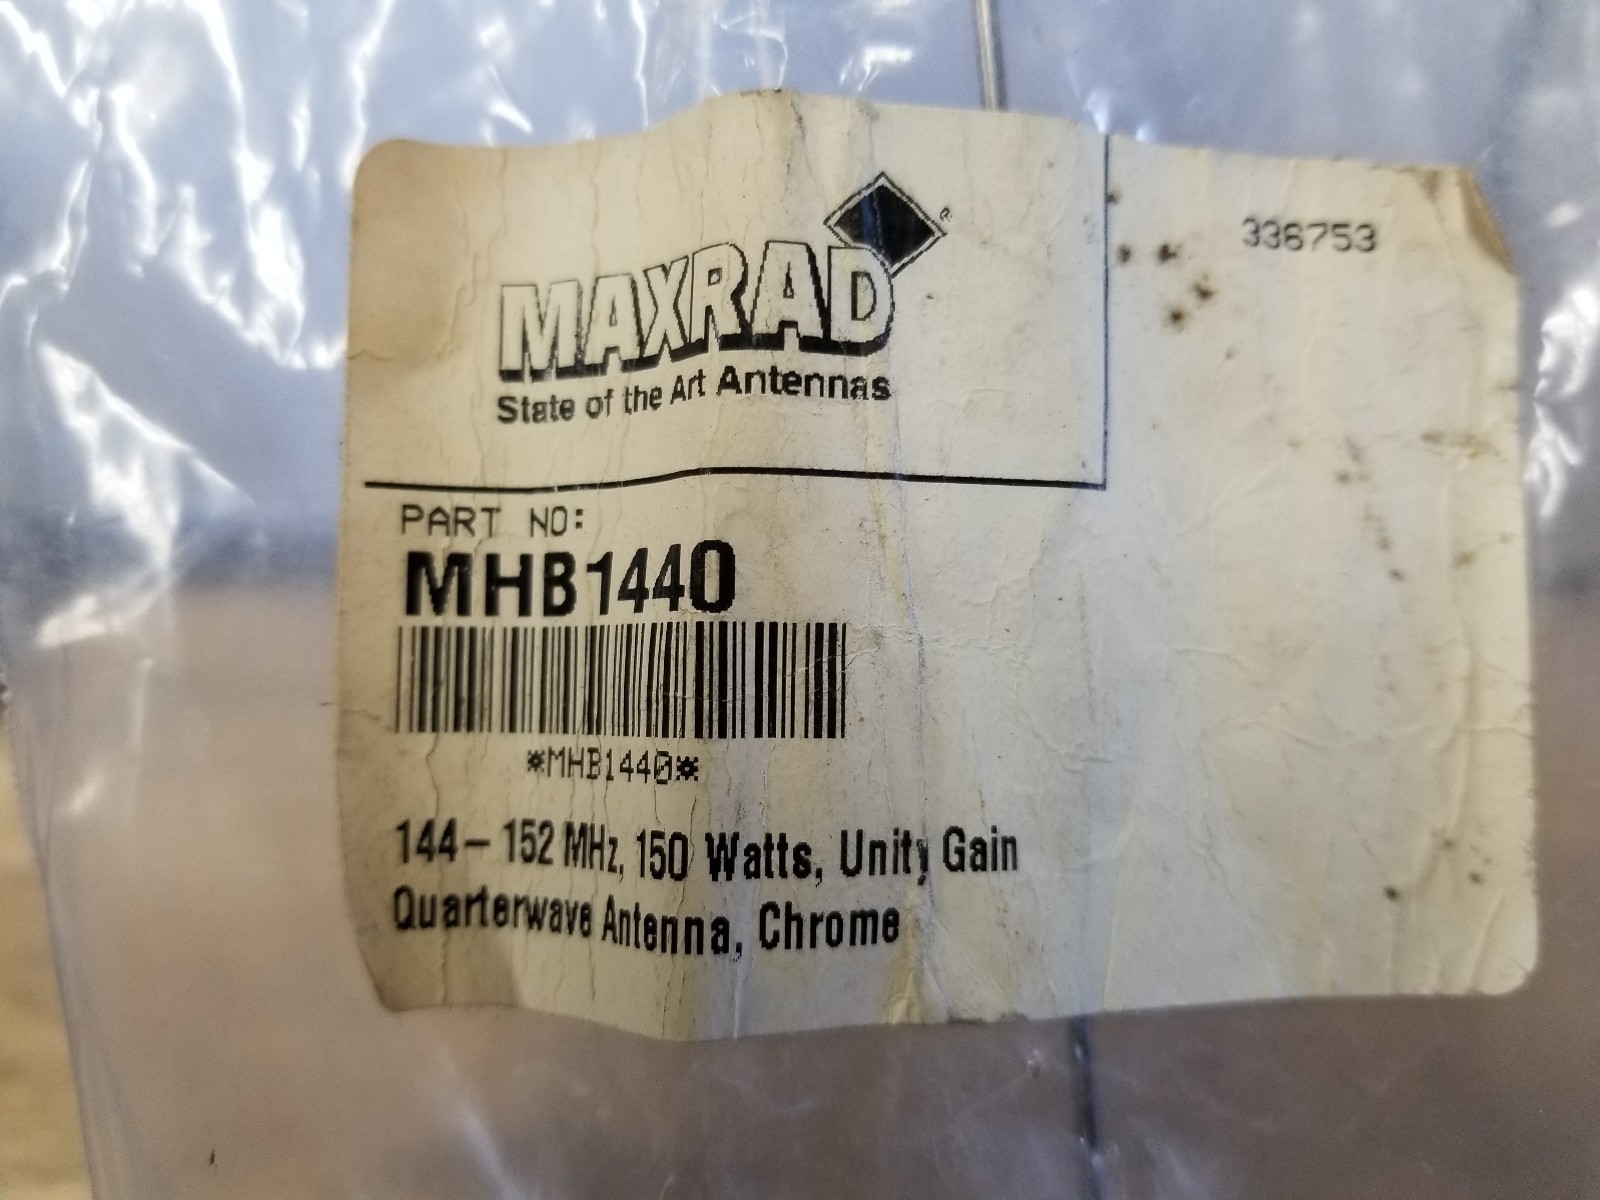 MAXRAD®
State of the Art Antennas
336753
PART NO:
MHB1440
*MHB1440*
144- 152 MHz, 150 Watts, Unity Gain
Quarterwave Antenna, Chrome